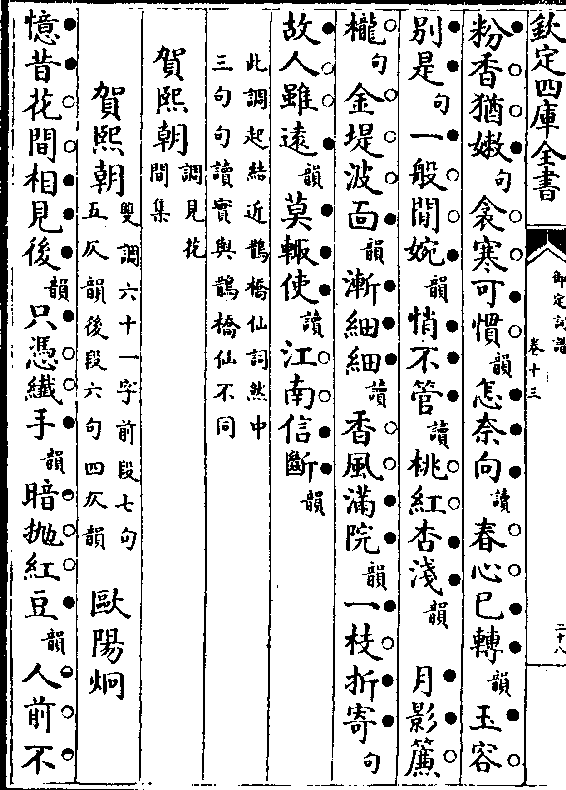 欽定四庫全書
御定詞譜
卷十三
二十八
粉香猶嫩句衾寒可慣韻怎奈向讀春心已轉韻玉容
別是句一般閒婉韻悄不管讀桃紅杏淺韻　月影簾
櫳句金堤波面韻漸細細讀香風滿院韻一枝折寄句
故人雖遠韻莫輙使讀江南信斷韻
此調起結近鵲橋仙詞然中
三句句讀實與鵲橋仙不同
賀熙朝調見花
間集
賀熙朝雙調六十一字前段七句
五仄韻後段六句四仄韻　歐陽炯
憶昔花間相見後韻只憑纖手韻暗抛紅豆韻人前不